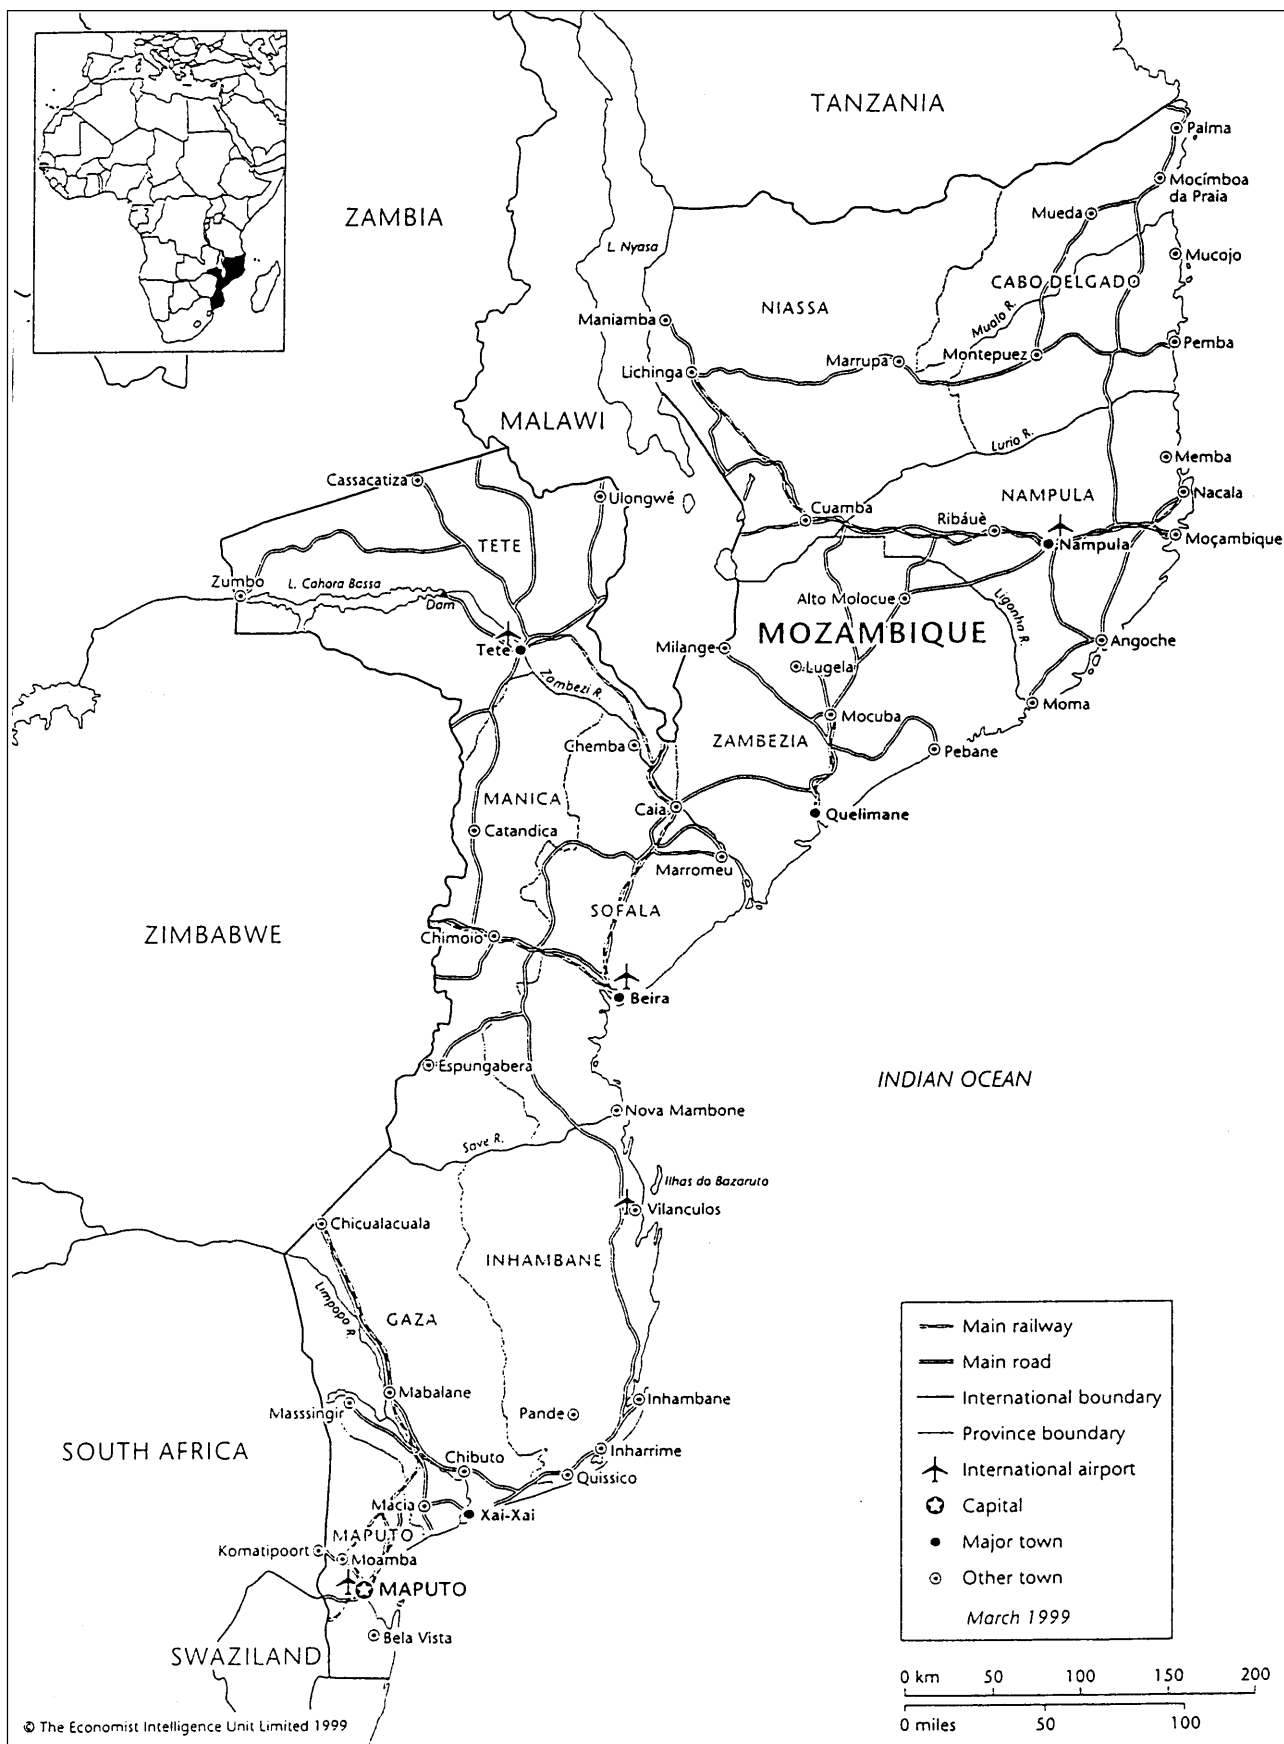 TANZANIA
Palma
Mocímboa
da Praia
Mueda
ZAMBIA
L. Nyasa
Mucojo
CABO DELGADO
NIASSA
Mualo R.
Maniamba
Pemba
Montepuez
Marrupa
Lichinga
MALAWI
Lurio R.
Memba
Cassacatiza
Ulongwé
NAMPULA
Nacala
Cuamba
Ribáuè
TETE
Nampula
Moçambique
Zumbo
L. Cahora Bassa
Dam
Alto Molocue
Ligonha R.
MOZAMBIQUE
Angoche
Tete
Milange
Lugela
Zambezi R.
Moma
Mocuba
Chemba
ZAMBEZIA
Pebane
MANICA
Caia
Quelimane
Catandica
Marromeu
SOFALA
ZIMBABWE
Chimoio
Beira
Espungabera
INDIAN OCEAN
Nova Mambone
Save R.
Ilhas do Bazaruto
Vilanculos
Chicualacuala
INHAMBANE
Limpopo R.
GAZA
Mabalane
Inhambane
Masssingir
Pande
SOUTH AFRICA
Inharrime
Chibuto
Quissico
Macia
Xai-Xai
MAPUTO
Komatipoort
Moamba
MAPUTO
Bela Vista
SWAZILAND
Main railway
Main road
International boundary
Province boundary
International airport
Capital
Major town
Other town
March 1999
0 km 50 100 150 200
0 miles 50 100
© The Economist Intelligence Unit Limited 1999